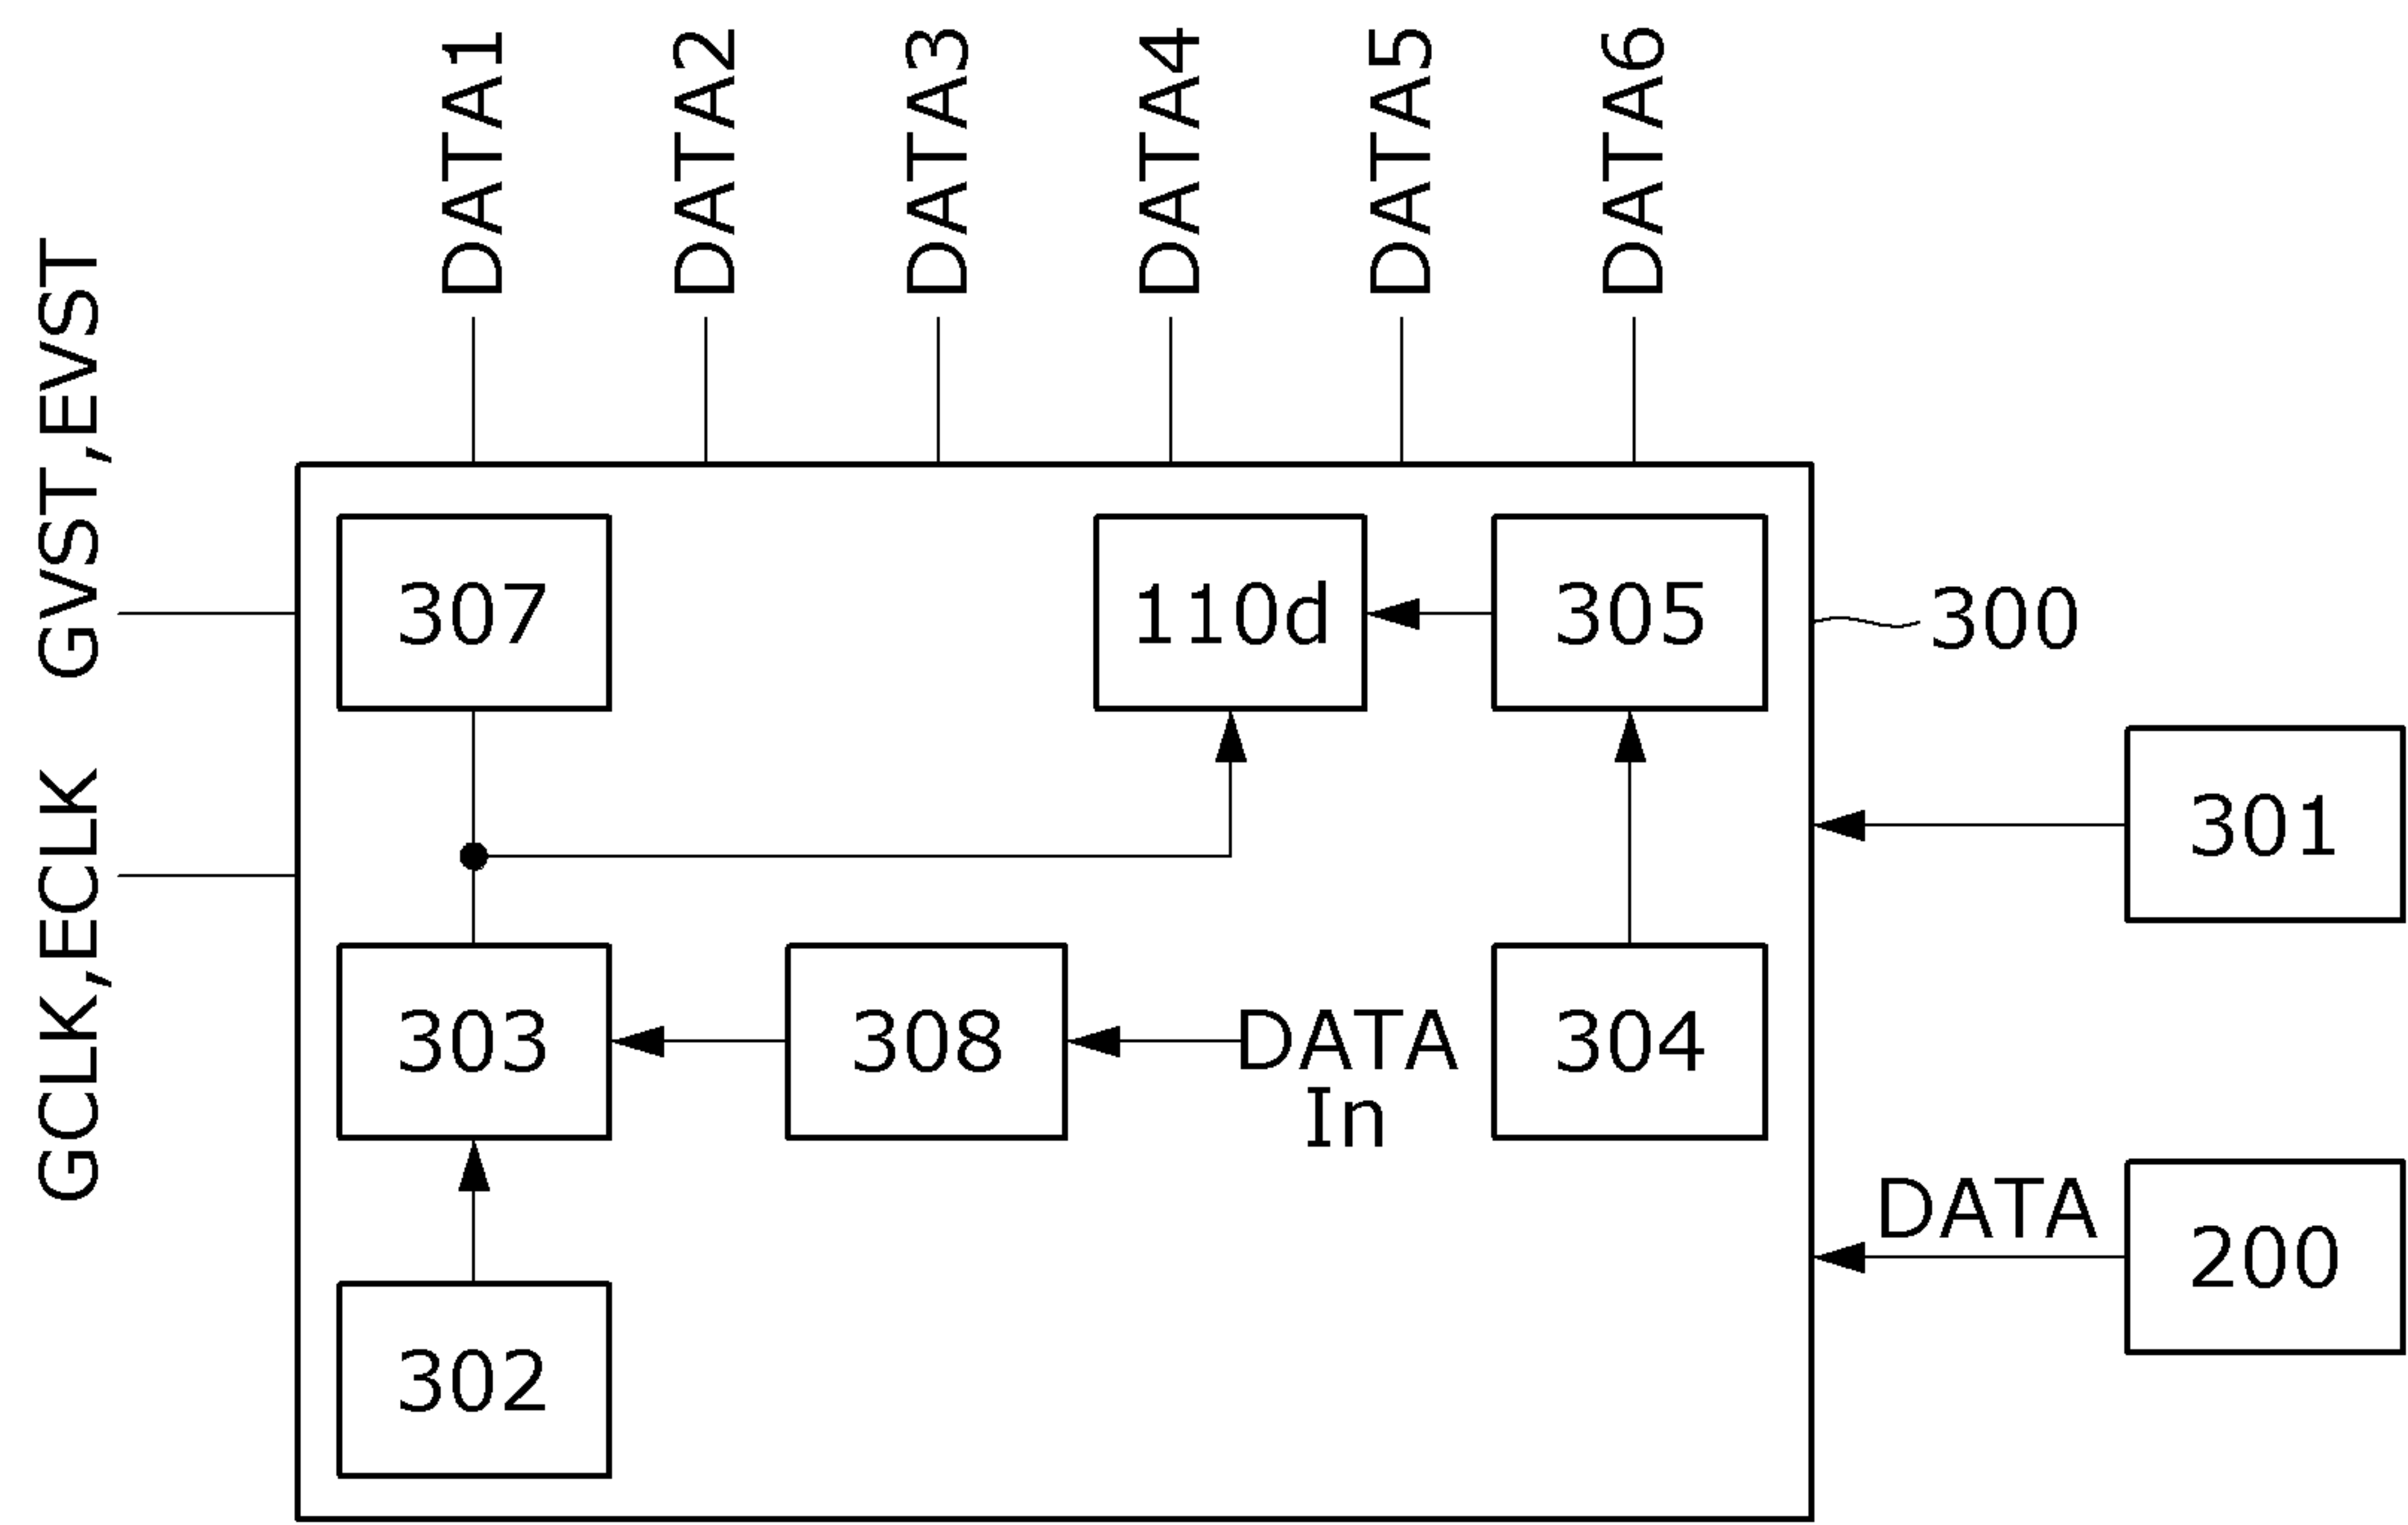 DATA1
DATA2
DATA3
DATA4
DATA5
DATA6
GVST,EVST
GCLK,ECLK
307
110d
305
300
301
303
308
DATA
In
304
DATA
200
302